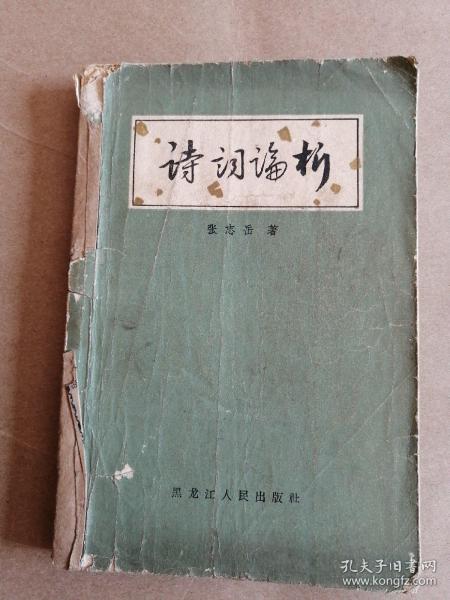 诗词论析
张志岳 著
黑龙江人民出版社
孔夫子旧书网
www.kongfz.com